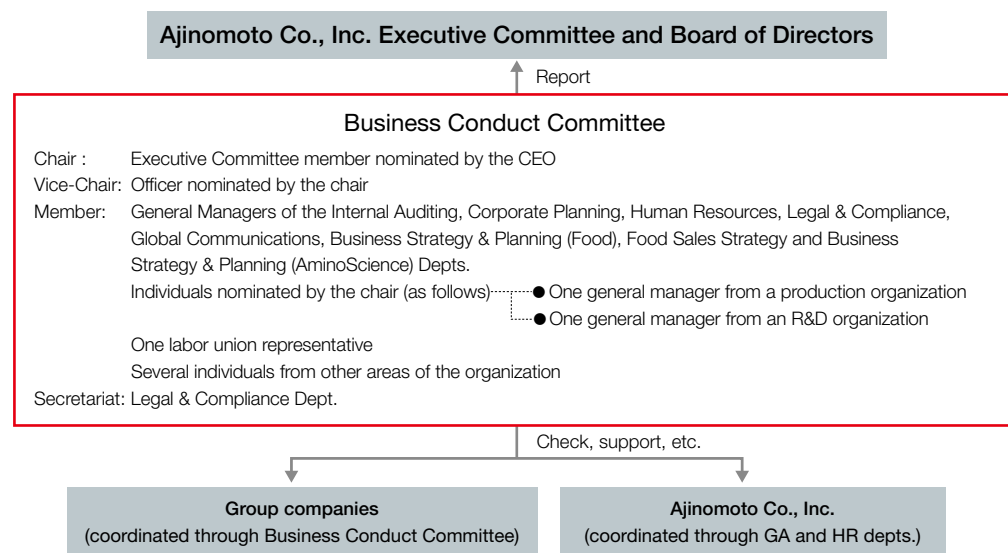 Ajinomoto Co., Inc. Executive Committee and Board of Directors
Report
Business Conduct Committee
Chair : Executive Committee member nominated by the CEO
Vice-Chair: Officer nominated by the chair
Member: General Managers of the Internal Auditing, Corporate Planning, Human Resources, Legal & Compliance,
Global Communications, Business Strategy & Planning (Food), Food Sales Strategy and Business
Strategy & Planning (AminoScience) Depts.
Individuals nominated by the chair (as follows) ● One general manager from a production organization
● One general manager from an R&D organization
One labor union representative
Several individuals from other areas of the organization
Secretariat: Legal & Compliance Dept.
Check, support, etc.
Group companies
(coordinated through Business Conduct Committee)
Ajinomoto Co., Inc.
(coordinated through GA and HR depts.)